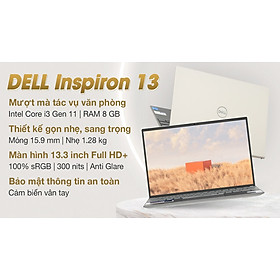 DELL Inspiron 13
Mượt mà tác vụ văn phòng
Intel Core i3 Gen 11 | RAM 8 GB
Thiết kế gọn nhẹ, sang trọng
Mỏng 15.9 mm | Nhẹ 1.28 kg
Màn hình 13.3 inch Full HD+
100% sRGB | 300 nits | Anti Glare
Bảo mật thông tin an toàn
Cảm biến vân tay
DELL